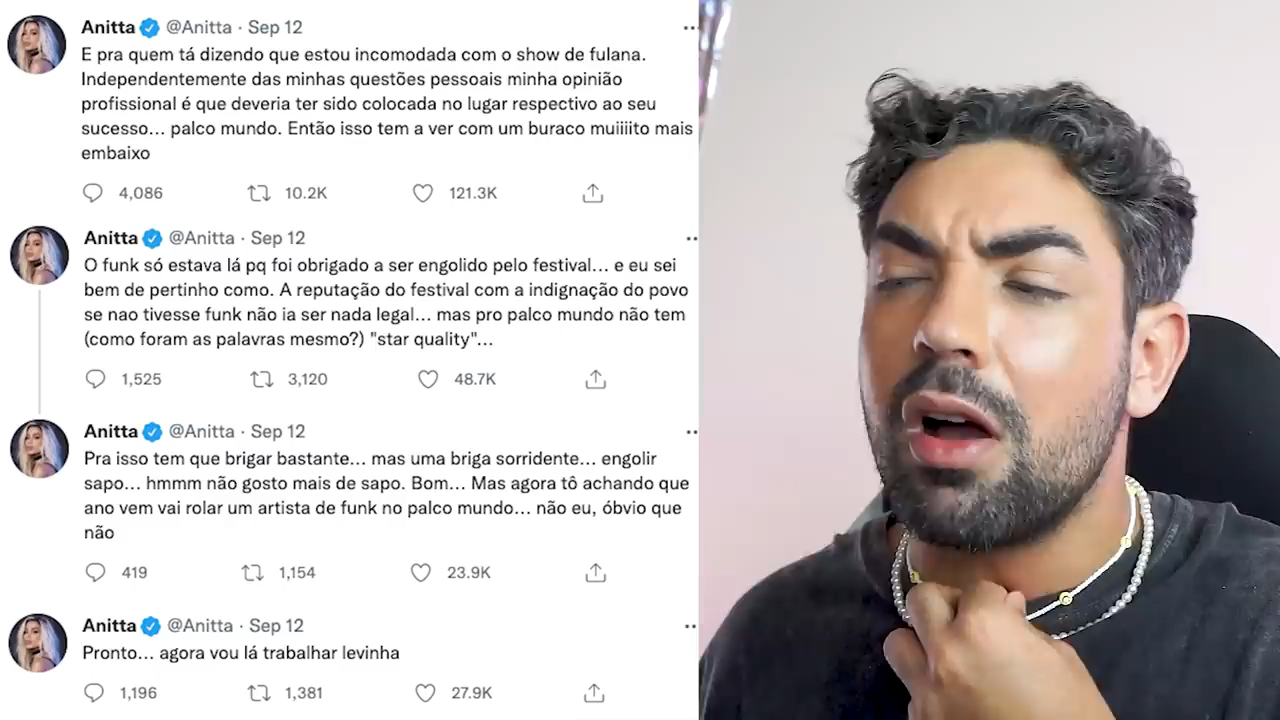 Anitta @Anitta · Sep 12
E pra quem tá dizendo que estou incomodada com o show de fulana.
Independentemente das minhas questões pessoais minha opinião
profissional é que deveria ter sido colocada no lugar respectivo ao seu
sucesso... palco mundo. Então isso tem a ver com um buraco muiiiito mais
embaixo
4,086 10.2K 121.3K
Anitta @Anitta · Sep 12
O funk só estava lá pq foi obrigado a ser engolido pelo festival... e eu sei
bem de pertinho como. A reputação do festival com a indignação do povo
se nao tivesse funk não ia ser nada legal... mas pro palco mundo não tem
(como foram as palavras mesmo?) "star quality"...
1,525 3,120 48.7K
Anitta @Anitta · Sep 12
Pra isso tem que brigar bastante... mas uma briga sorridente... engolir
sapo... hmmm não gosto mais de sapo. Bom... Mas agora tô achando que
ano vem vai rolar um artista de funk no palco mundo... não eu, óbvio que
não
419 1,154 23.9K
Anitta @Anitta · Sep 12
Pronto... agora vou lá trabalhar levinha
1,196 1,381 27.9K